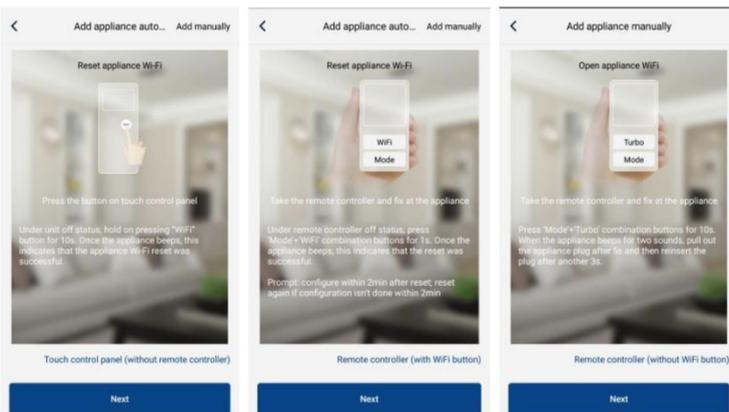 Add appliance auto... Add manually
Reset appliance Wi-Fi
Press the button on touch control panel
Under unit off status, hold on pressing "WiFi"
button for 10s. Once the appliance beeps, this
indicates that the appliance Wi-Fi reset was
successful.
Touch control panel (without remote controller)
Next
Add appliance auto... Add manually
Reset appliance Wi-Fi
WiFi
Mode
Take the remote controller and fix at the appliance
Under remote controller off status, press
'Mode'+'WiFi' combination buttons for 1s. Once the
appliance beeps, this indicates that the reset was
successful.
Prompt: configure within 2min after reset; reset
again if configuration isn't done within 2min
Remote controller (with WiFi button)
Next
Add appliance manually
Open appliance WiFi
Turbo
Mode
Take the remote controller and fix at the appliance
Press 'Mode'+'Turbo' combination buttons for 10s.
When the appliance beeps for two sounds, pull out
the appliance plug after 5s and then reinsert the
plug after another 3s.
Remote controller (without WiFi button)
Next